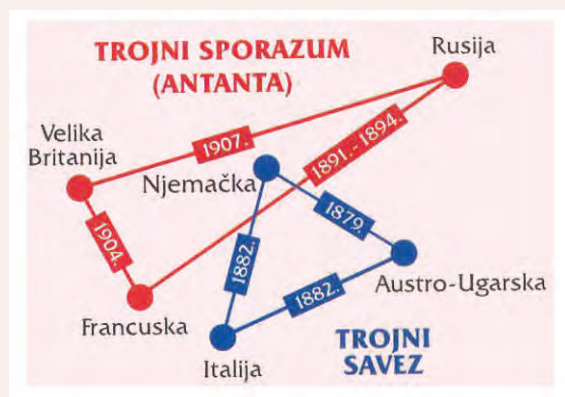 TROJNI SPORAZUM
(ANTANTA)
Rusija
Velika
Britanija
1907.
1891.-1894.
Njemačka
1904.
1882.
1879.
1882.
Austro-Ugarska
Francuska
Italija
TROJNI
SAVEZ